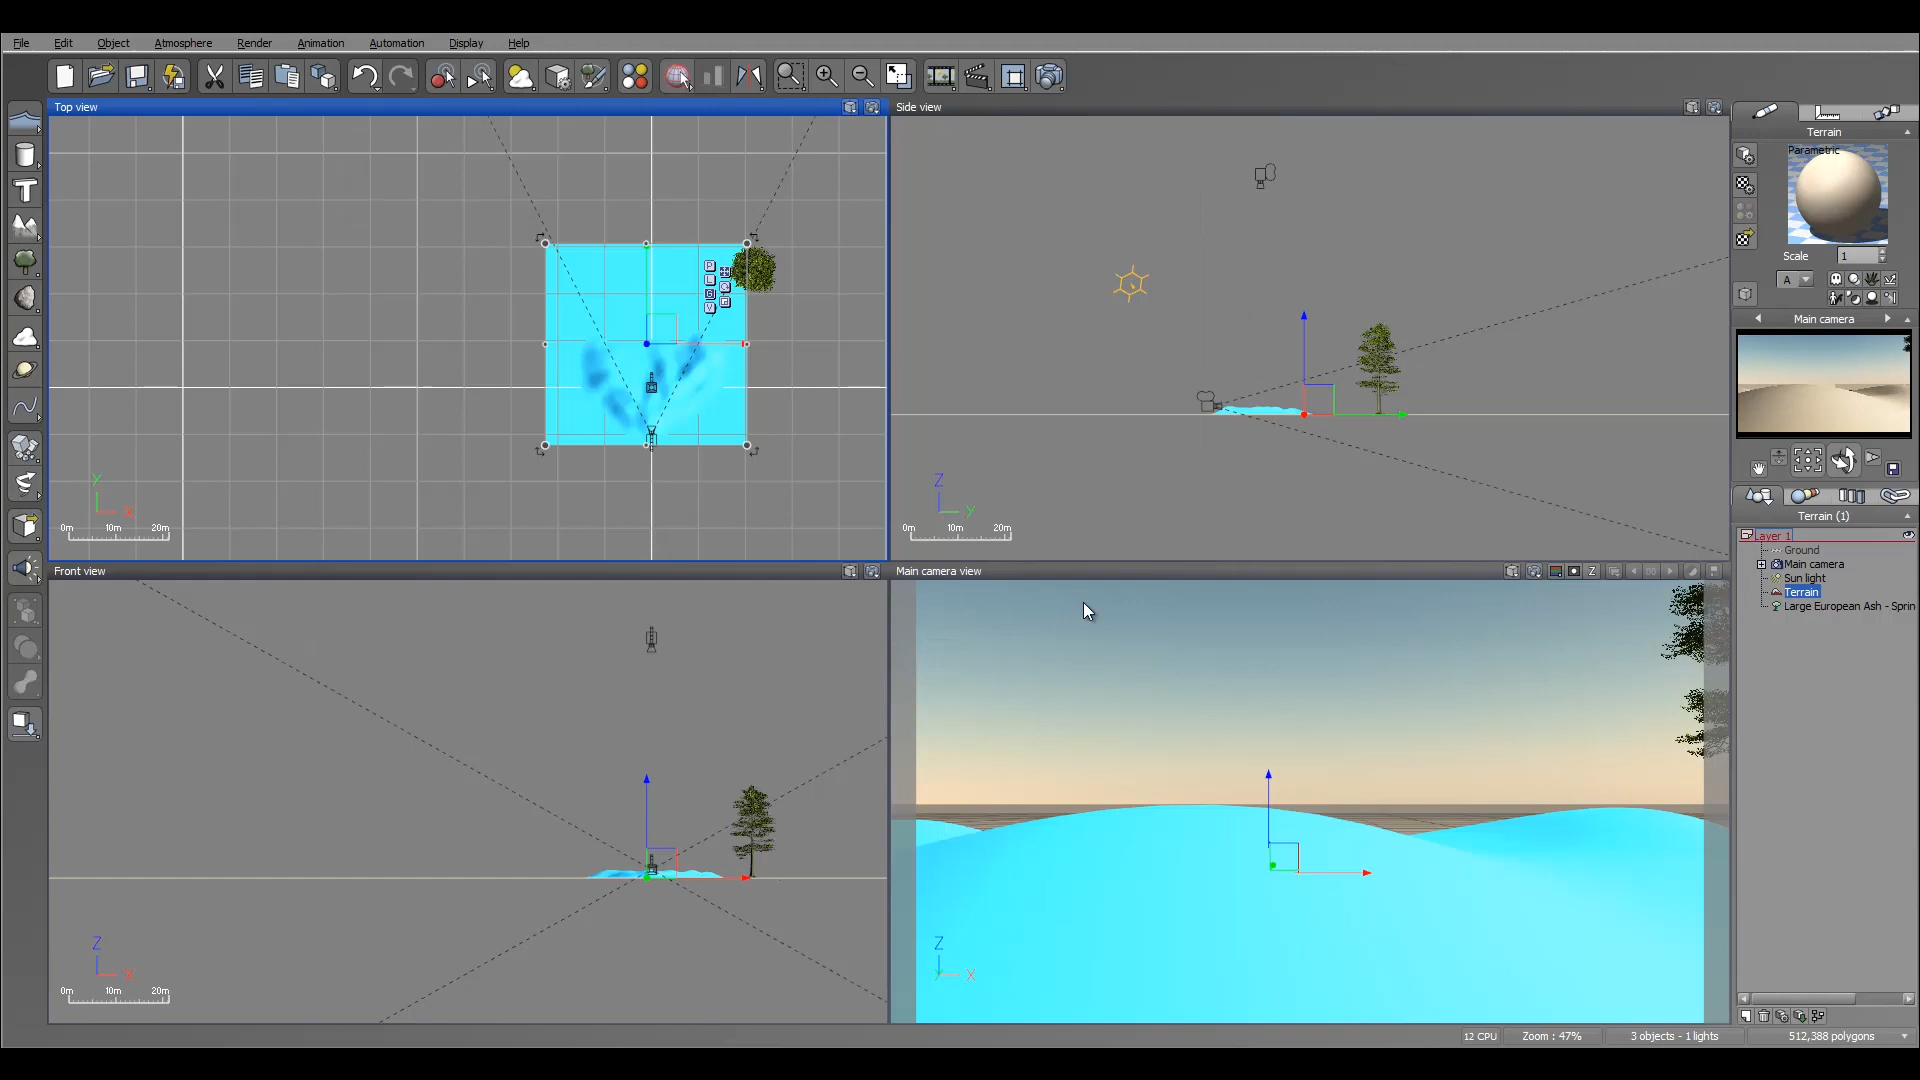 File Edit Object Atmosphere Render Animation Automation Display Help
Top view
Side view
Terrain
Parametric
Scale 1
A
P
L
G
V
Main camera
Y
X
0m 10m 20m
Z
Y
0m 10m 20m
Terrain (1)
Layer 1
Ground
Main camera
Sun light
Terrain
Large European Ash - Sprin
Front view
Main camera view
Z
Z
X
0m 10m 20m
Z
Y X
12 CPU Zoom : 47% 3 objects - 1 lights 512,388 polygons